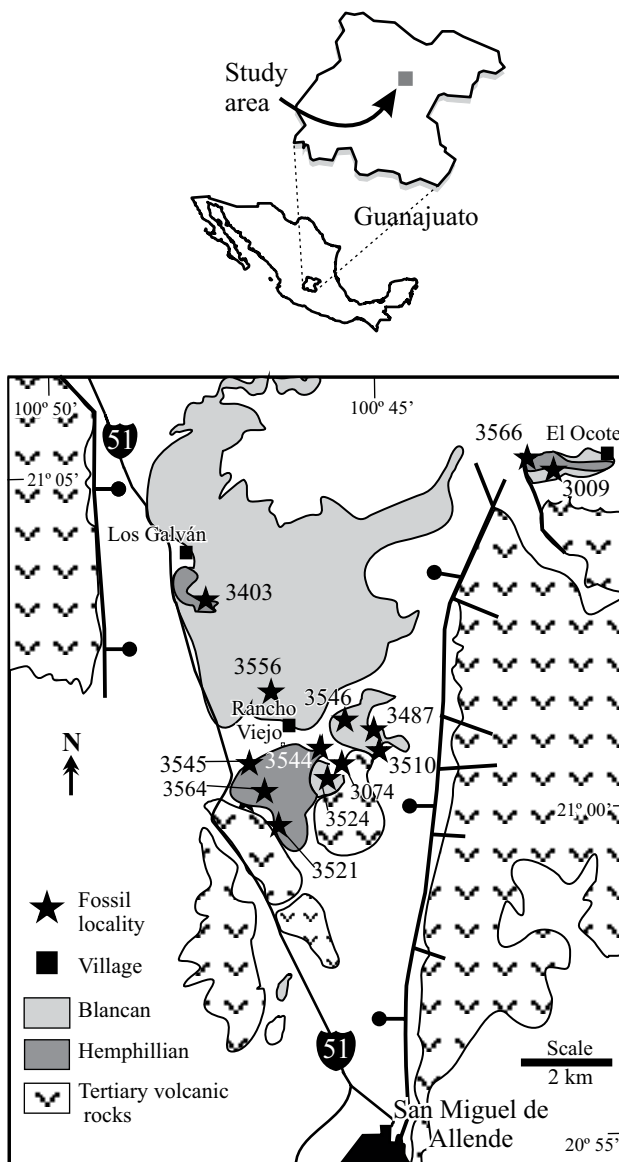 Study
area
Guanajuato
100º 50'
100º 45'
51
3566
El Ocote
21º 05'
3009
Los Galván
3403
3556
3546
3487
Ráncho
Viejo
3545
3544
3510
3564
3074
3524
21º 00'
3521
N
Fossil
locality
Village
Blancan
Hemphillian
Tertiary volcanic
rocks
51
Scale
2 km
San Miguel de
Allende
20º 55'